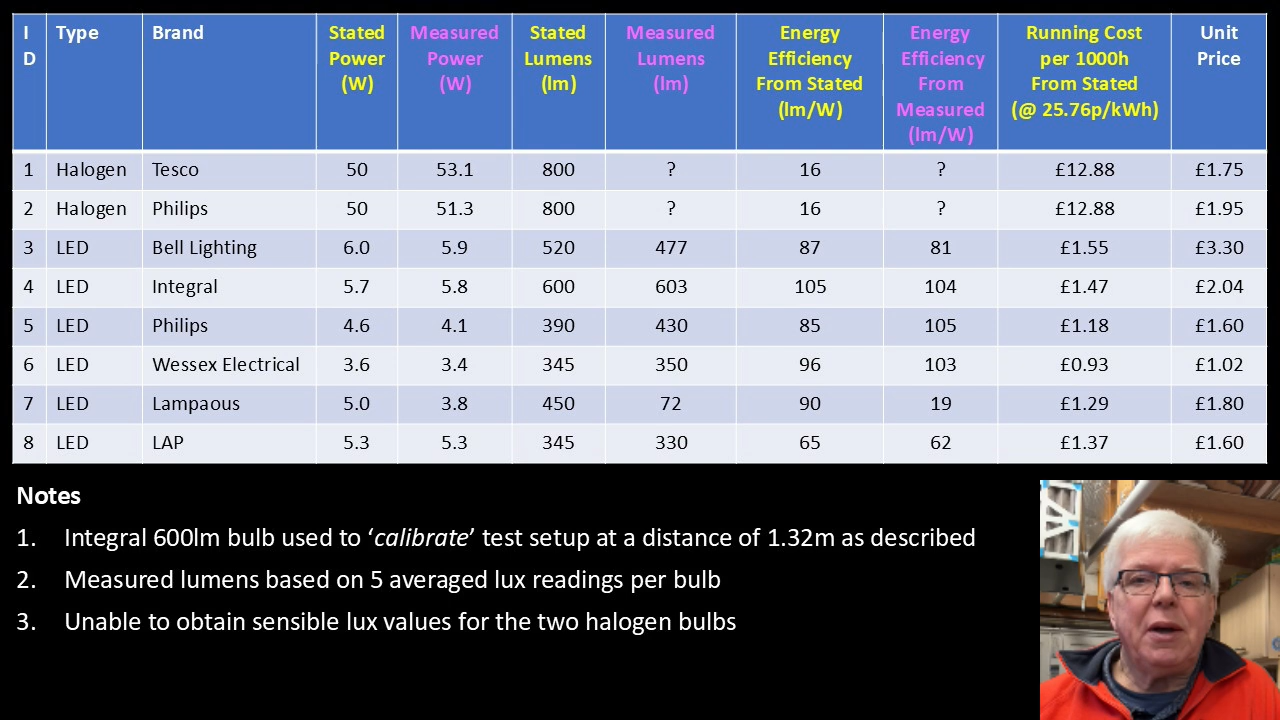 ID Type Brand Stated Power (W) Measured Power (W) Stated Lumens (lm) Measured Lumens (lm) Energy Efficiency From Stated (lm/W) Energy Efficiency From Measured (lm/W) Running Cost per 1000h From Stated (@ 25.76p/kWh) Unit Price
1 Halogen Tesco 50 53.1 800 ? 16 ? £12.88 £1.75
2 Halogen Philips 50 51.3 800 ? 16 ? £12.88 £1.95
3 LED Bell Lighting 6.0 5.9 520 477 87 81 £1.55 £3.30
4 LED Integral 5.7 5.8 600 603 105 104 £1.47 £2.04
5 LED Philips 4.6 4.1 390 430 85 105 £1.18 £1.60
6 LED Wessex Electrical 3.6 3.4 345 350 96 103 £0.93 £1.02
7 LED Lampaous 5.0 3.8 450 72 90 19 £1.29 £1.80
8 LED LAP 5.3 5.3 345 330 65 62 £1.37 £1.60
Notes
1. Integral 600lm bulb used to ‘calibrate’ test setup at a distance of 1.32m as described
2. Measured lumens based on 5 averaged lux readings per bulb
3. Unable to obtain sensible lux values for the two halogen bulbs